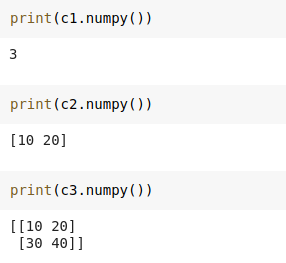 print(c1.numpy())
3
print(c2.numpy())
[10 20]
print(c3.numpy())
[[10 20]
 [30 40]]